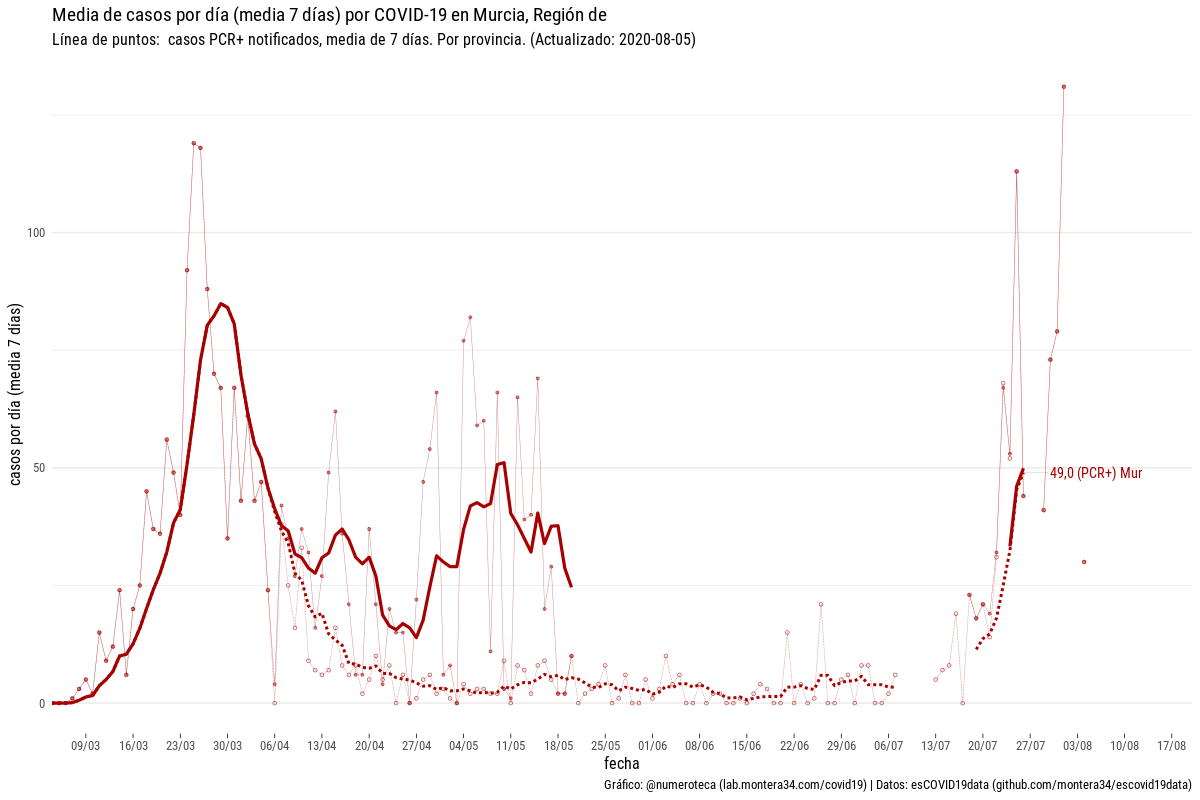 Media de casos por día (media 7 días) por COVID-19 en Murcia, Región de
Línea de puntos:  casos PCR+ notificados, media de 7 días. Por provincia. (Actualizado: 2020-08-05)
casos por día (media 7 días)
100
50
0
49,0 (PCR+) Mur
09/03 16/03 23/03 30/03 06/04 13/04 20/04 27/04 04/05 11/05 18/05 25/05 01/06 08/06 15/06 22/06 29/06 06/07 13/07 20/07 27/07 03/08 10/08 17/08
fecha
Gráfico: @numeroteca (lab.montera34.com/covid19) | Datos: esCOVID19data (github.com/montera34/escovid19data)